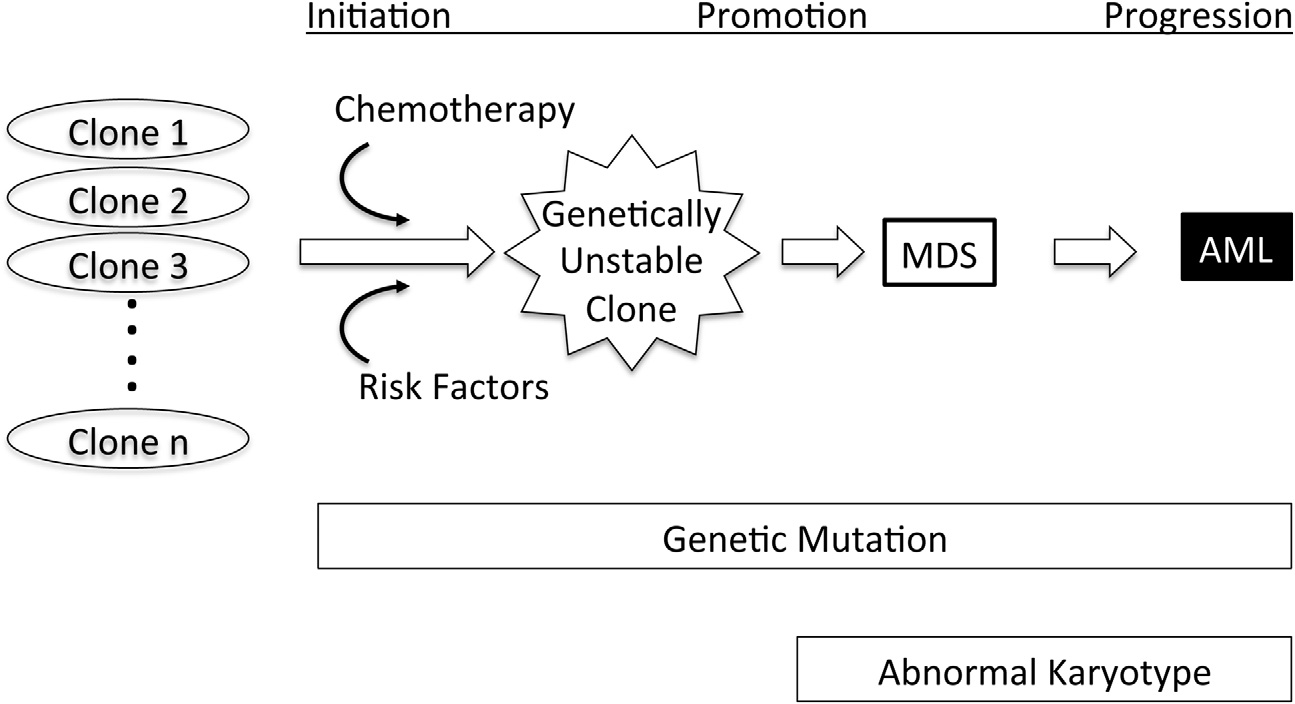 Initiation Promotion Progression
Chemotherapy
Clone 1
Clone 2
Clone 3
Clone n
Genetically
Unstable
Clone
MDS
AML
Risk Factors
Genetic Mutation
Abnormal Karyotype